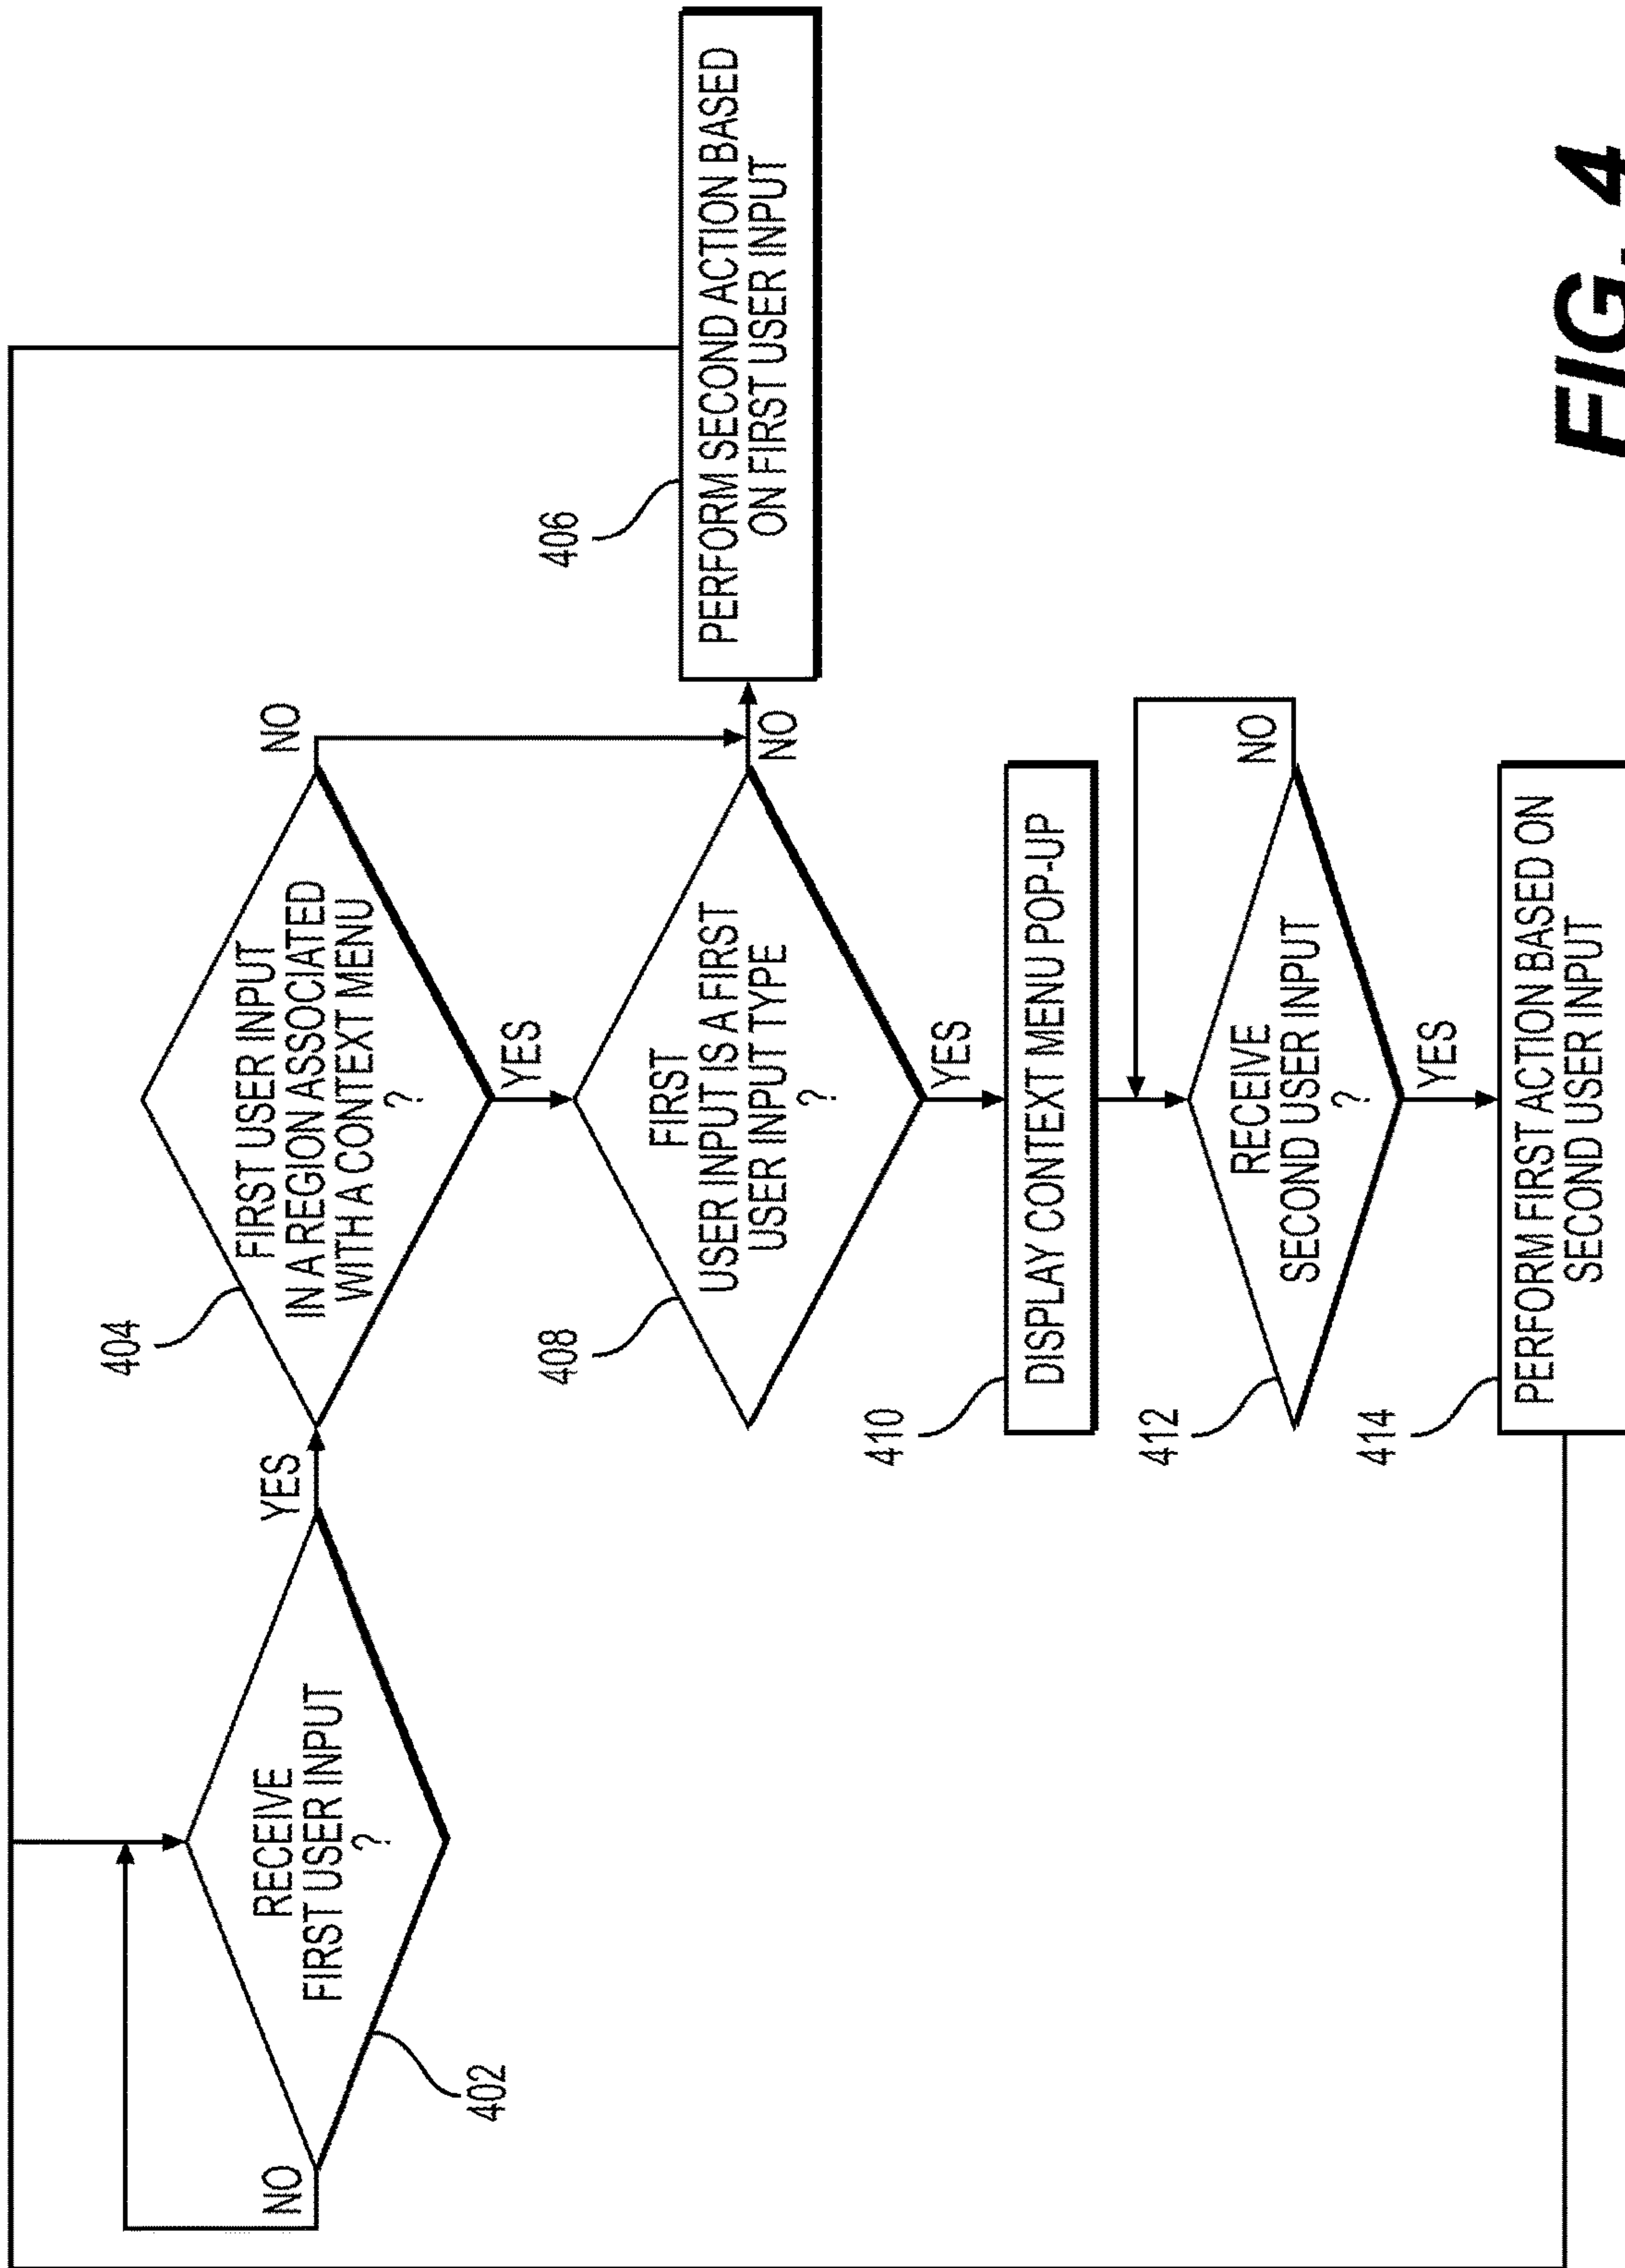 NO
RECEIVE
FIRST USER INPUT
?
402
YES
404
FIRST USER INPUT
IN A REGION ASSOCIATED
WITH A CONTEXT MENU
?
NO
YES
408
FIRST
USER INPUT IS A FIRST
USER INPUT TYPE
?
NO
406
PERFORM SECOND ACTION BASED
ON FIRST USER INPUT
YES
410
DISPLAY CONTEXT MENU POP-UP
412
RECEIVE
SECOND USER INPUT
?
NO
YES
414
PERFORM FIRST ACTION BASED ON
SECOND USER INPUT
FIG. 4